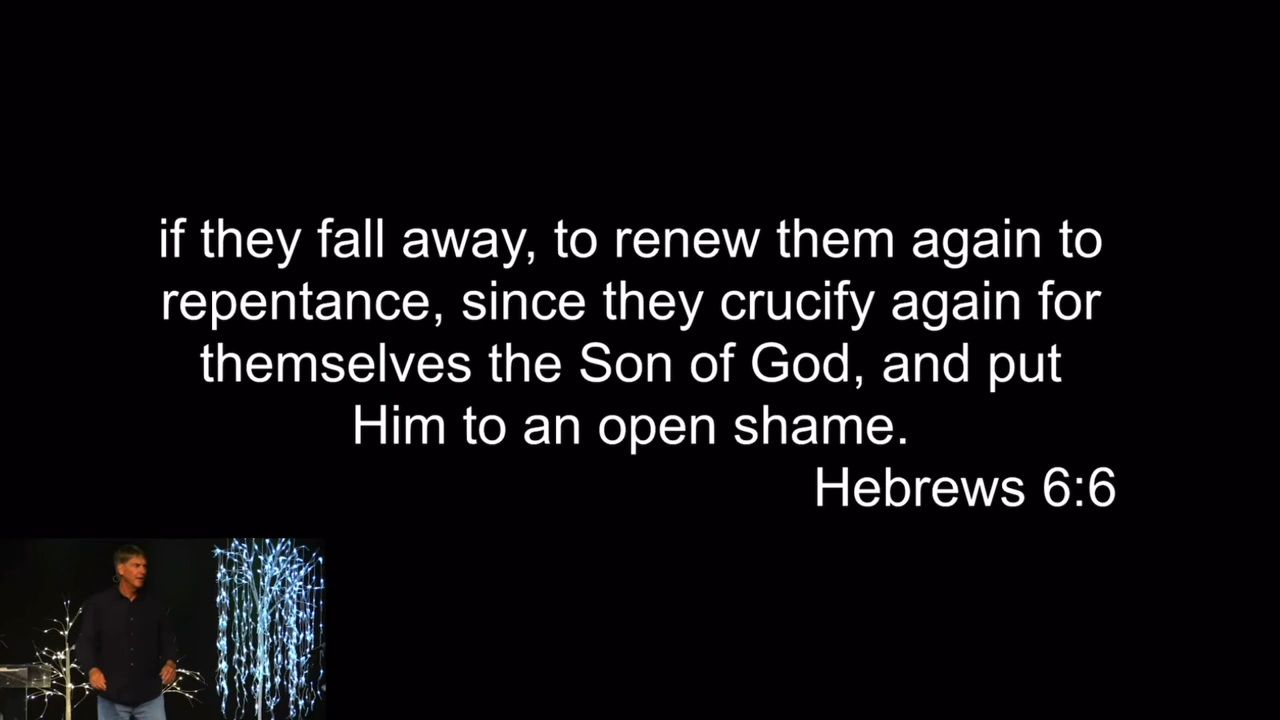 if they fall away, to renew them again to
repentance, since they crucify again for
themselves the Son of God, and put
Him to an open shame.
Hebrews 6:6